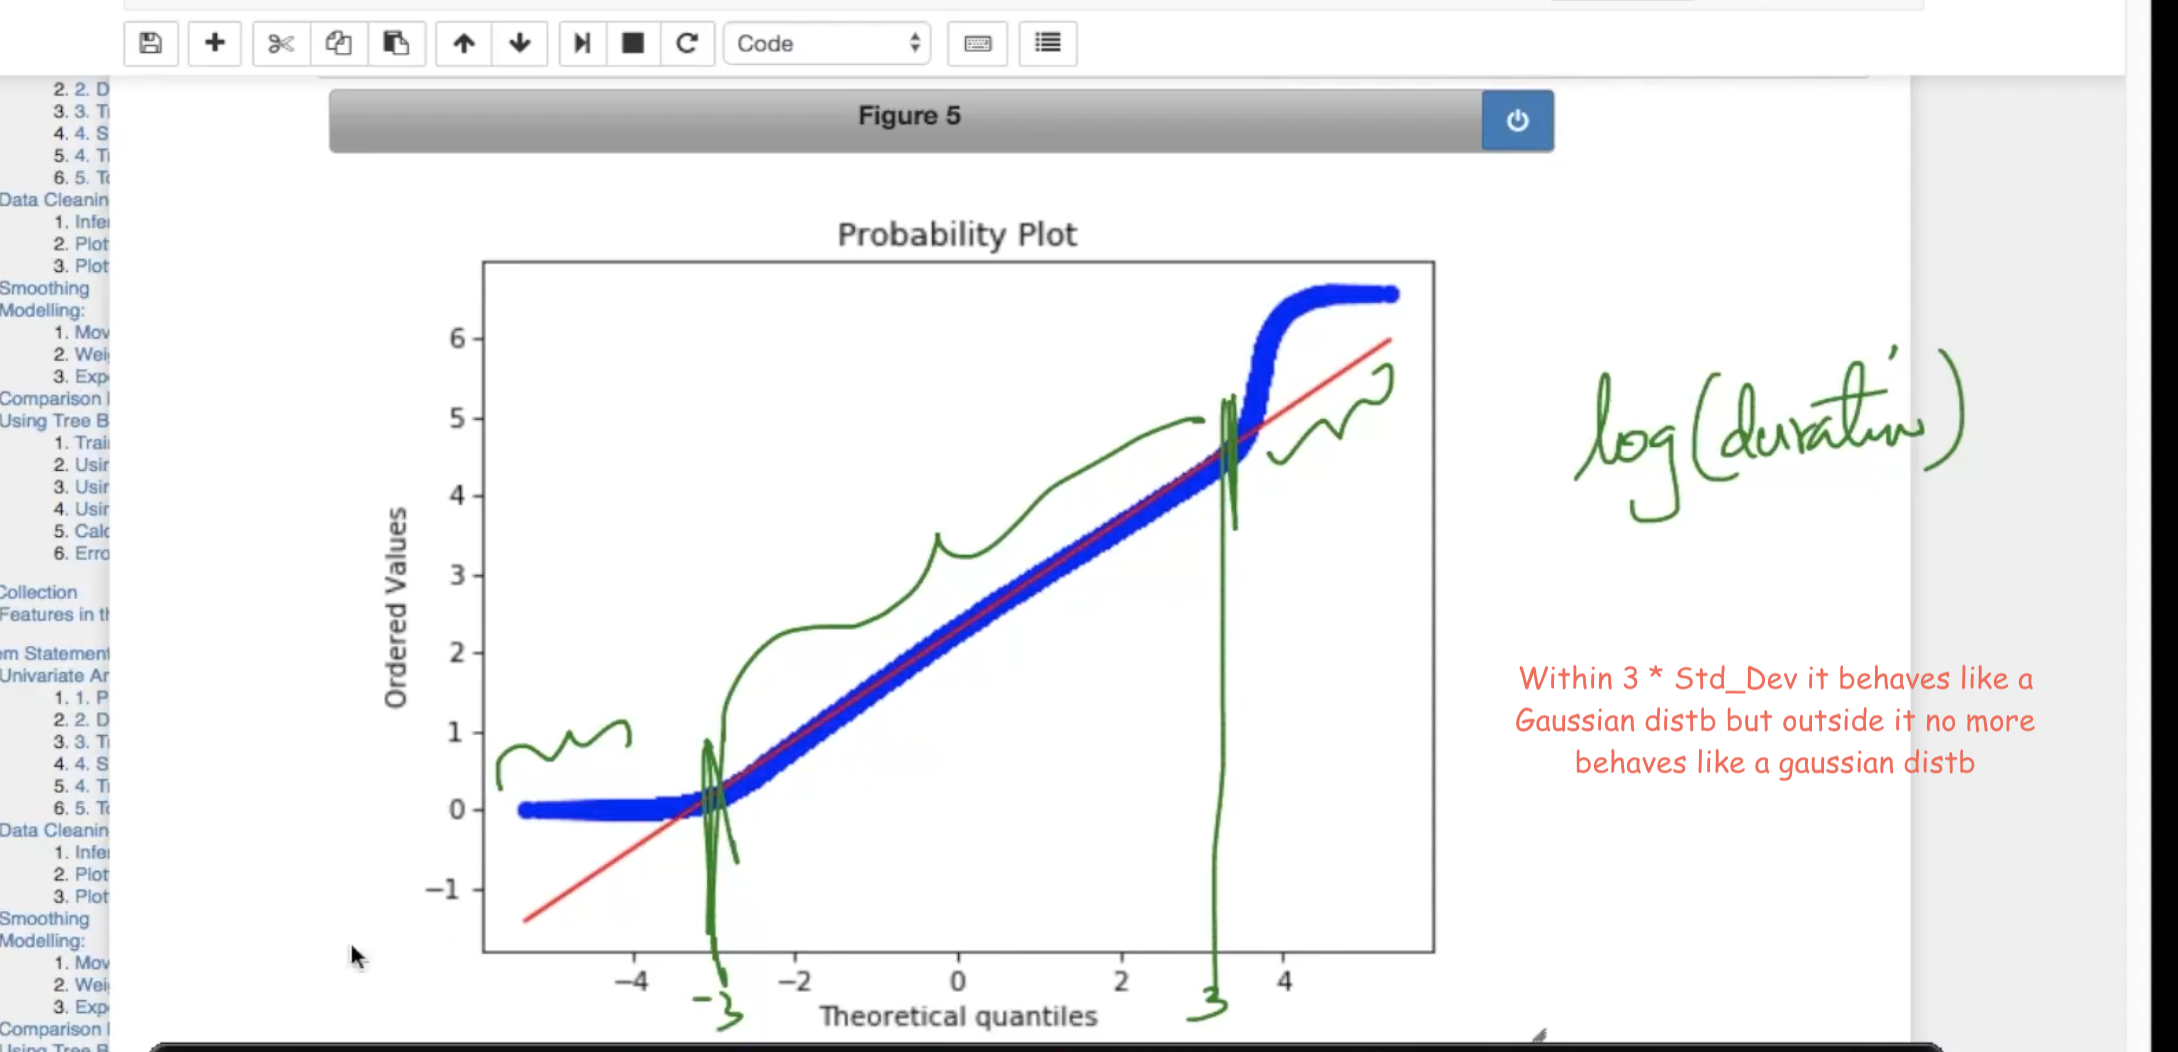 Code
2. 2. D
3. 3. T
4. 4. S
5. 4. T
6. 5. To
Data Cleanin
1. Infe
2. Plot
3. Plot
Smoothing
Modelling:
1. Mov
2. Wei
3. Exp
Comparison
Using Tree B
1. Trai
2. Usin
3. Usin
4. Usin
5. Calc
6. Erro
Collection
Features in th
em Statement
Univariate An
1. 1. P
2. 2. D
3. 3. T
4. 4. S
5. 4. T
6. 5. To
Data Cleanin
1. Infe
2. Plot
3. Plot
Smoothing
Modelling:
1. Mov
2. Wei
3. Exp
Comparison
Using Tree B
Figure 5
Probability Plot
6
5
4
3
2
1
0
−1
Ordered Values
−4 −2 0 2 4
-3 3
Theoretical quantiles
log(duration)
Within 3 * Std_Dev it behaves like a
Gaussian distb but outside it no more
behaves like a gaussian distb